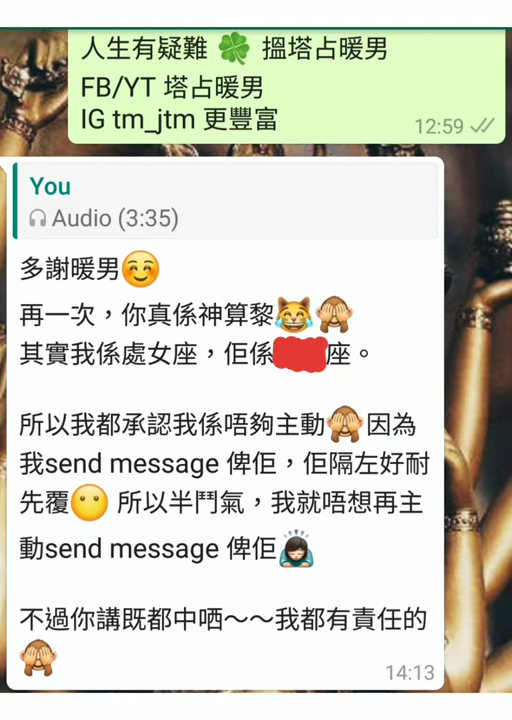 人生有疑難 🍀 搵塔占暖男
FB/YT 塔占暖男
IG tm_jtm 更豐富
12:59
You
Audio (3:35)
多謝暖男☺️
再一次，你真係神算黎😹🙈
其實我係處女座，佢係座。
所以我都承認我係唔夠主動🙈因為
我send message 俾佢，佢隔左好耐
先覆😶 所以半鬥氣，我就唔想再主
動send message 俾佢🙇
不過你講既都中哂～～我都有責任的
🙈
14:13